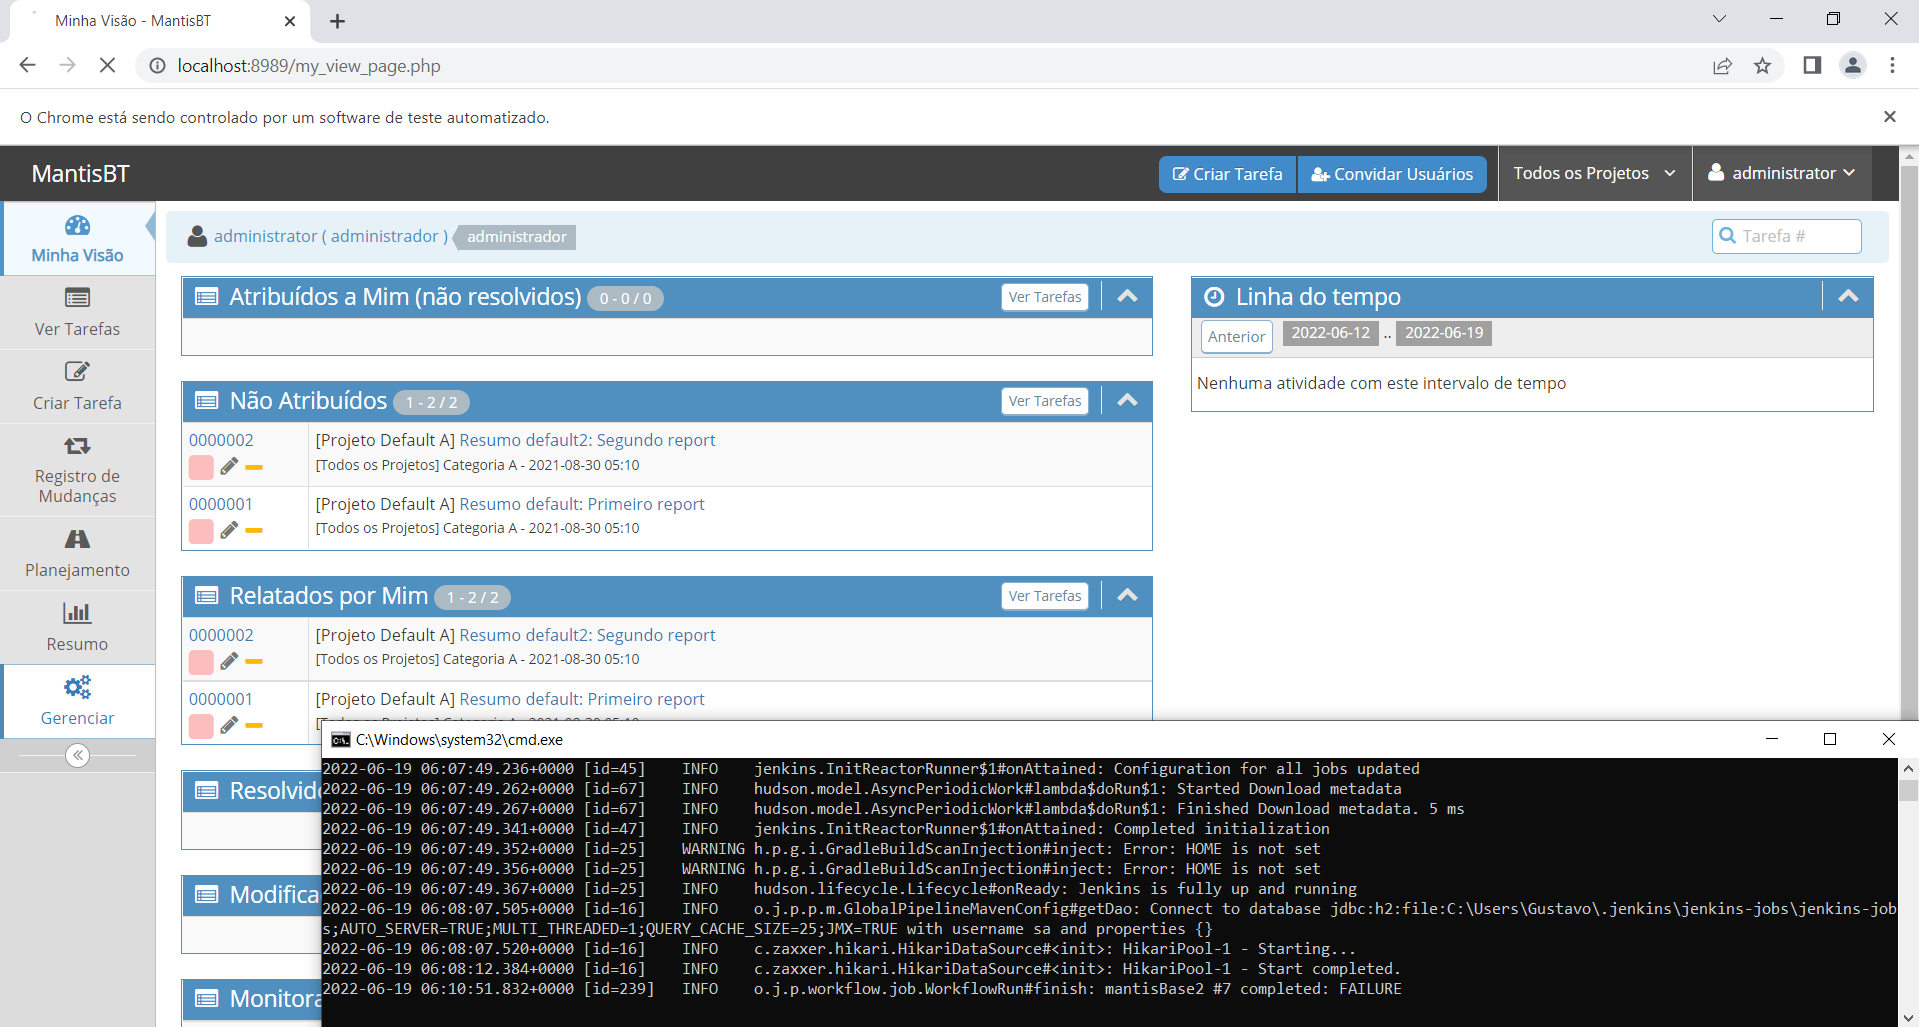 Minha Visão - MantisBT
localhost:8989/my_view_page.php
O Chrome está sendo controlado por um software de teste automatizado.
MantisBT
Criar Tarefa
Convidar Usuários
Todos os Projetos
administrator
Minha Visão
Ver Tarefas
Criar Tarefa
Registro de
Mudanças
Planejamento
Resumo
Gerenciar
administrator ( administrador )
administrador
Tarefa #
Atribuídos a Mim (não resolvidos) 0 - 0 / 0
Ver Tarefas
Não Atribuídos 1 - 2 / 2
Ver Tarefas
0000002
[Projeto Default A] Resumo default2: Segundo report
[Todos os Projetos] Categoria A - 2021-08-30 05:10
0000001
[Projeto Default A] Resumo default: Primeiro report
[Todos os Projetos] Categoria A - 2021-08-30 05:10
Relatados por Mim 1 - 2 / 2
Ver Tarefas
0000002
[Projeto Default A] Resumo default2: Segundo report
[Todos os Projetos] Categoria A - 2021-08-30 05:10
0000001
[Projeto Default A] Resumo default: Primeiro report
[Todos os Projetos] Categoria A - 2021-08-30 05:10
Resolvido
Modifica
Monitora
Linha do tempo
Anterior
2022-06-12 .. 2022-06-19
Nenhuma atividade com este intervalo de tempo
C:\Windows\system32\cmd.exe
2022-06-19 06:07:49.236+0000 [id=45] INFO jenkins.InitReactorRunner$1#onAttained: Configuration for all jobs updated
2022-06-19 06:07:49.262+0000 [id=67] INFO hudson.model.AsyncPeriodicWork#lambda$doRun$1: Started Download metadata
2022-06-19 06:07:49.267+0000 [id=67] INFO hudson.model.AsyncPeriodicWork#lambda$doRun$1: Finished Download metadata. 5 ms
2022-06-19 06:07:49.341+0000 [id=47] INFO jenkins.InitReactorRunner$1#onAttained: Completed initialization
2022-06-19 06:07:49.352+0000 [id=25] WARNING h.p.g.i.GradleBuildScanInjection#inject: Error: HOME is not set
2022-06-19 06:07:49.356+0000 [id=25] WARNING h.p.g.i.GradleBuildScanInjection#inject: Error: HOME is not set
2022-06-19 06:07:49.367+0000 [id=25] INFO hudson.lifecycle.Lifecycle#onReady: Jenkins is fully up and running
2022-06-19 06:08:07.505+0000 [id=16] INFO o.j.p.p.m.GlobalPipelineMavenConfig#getDao: Connect to database jdbc:h2:file:C:\Users\Gustavo\.jenkins\jenkins-jobs\jenkins-job
s;AUTO_SERVER=TRUE;MULTI_THREADED=1;QUERY_CACHE_SIZE=25;JMX=TRUE with username sa and properties {}
2022-06-19 06:08:07.520+0000 [id=16] INFO c.zaxxer.hikari.HikariDataSource#<init>: HikariPool-1 - Starting...
2022-06-19 06:08:12.384+0000 [id=16] INFO c.zaxxer.hikari.HikariDataSource#<init>: HikariPool-1 - Start completed.
2022-06-19 06:10:51.832+0000 [id=239] INFO o.j.p.workflow.job.WorkflowRun#finish: mantisBase2 #7 completed: FAILURE